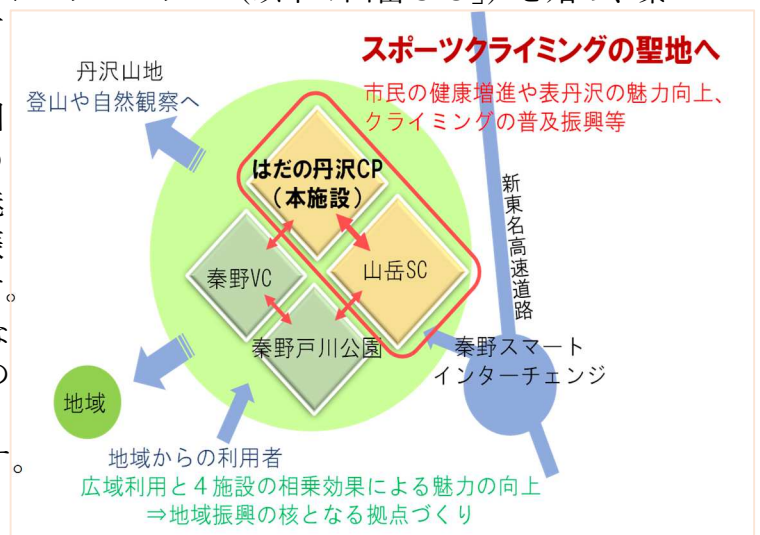 スポーツクライミングの聖地へ
市民の健康増進や表丹沢の魅力向上、
クライミングの普及振興等
丹沢山地
登山や自然観察へ
はだの丹沢CP
(本施設)
新東名高速道路
秦野VC
山岳SC
秦野戸川公園
秦野スマート
インターチェンジ
地域
地域からの利用者
広域利用と４施設の相乗効果による魅力の向上
⇒地域振興の核となる拠点づくり